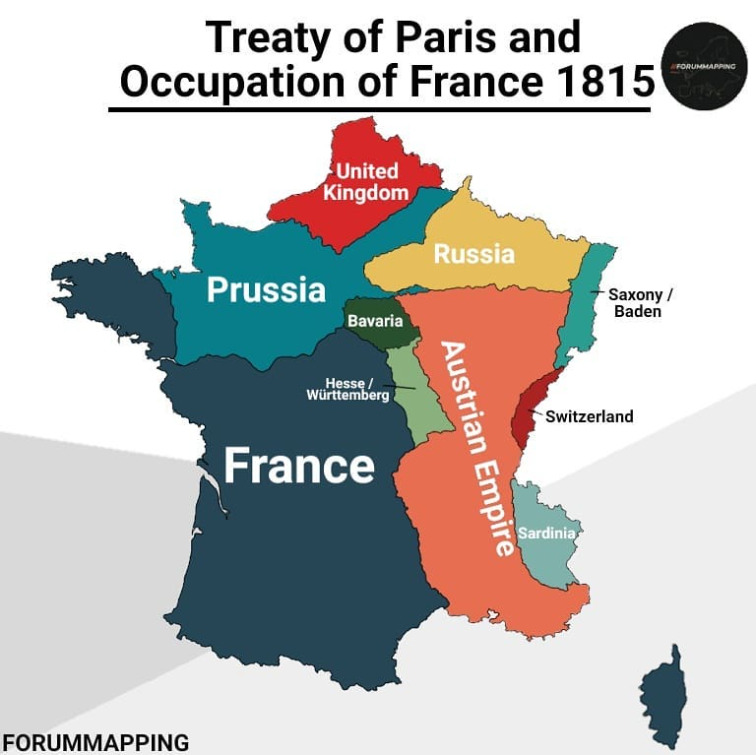 Treaty of Paris and
Occupation of France 1815
#FORUMMAPPING
United
Kingdom
Russia
Prussia
Saxony /
Baden
Bavaria
Hesse /
Württemberg
Austrian Empire
Switzerland
France
Sardinia
FORUMMAPPING